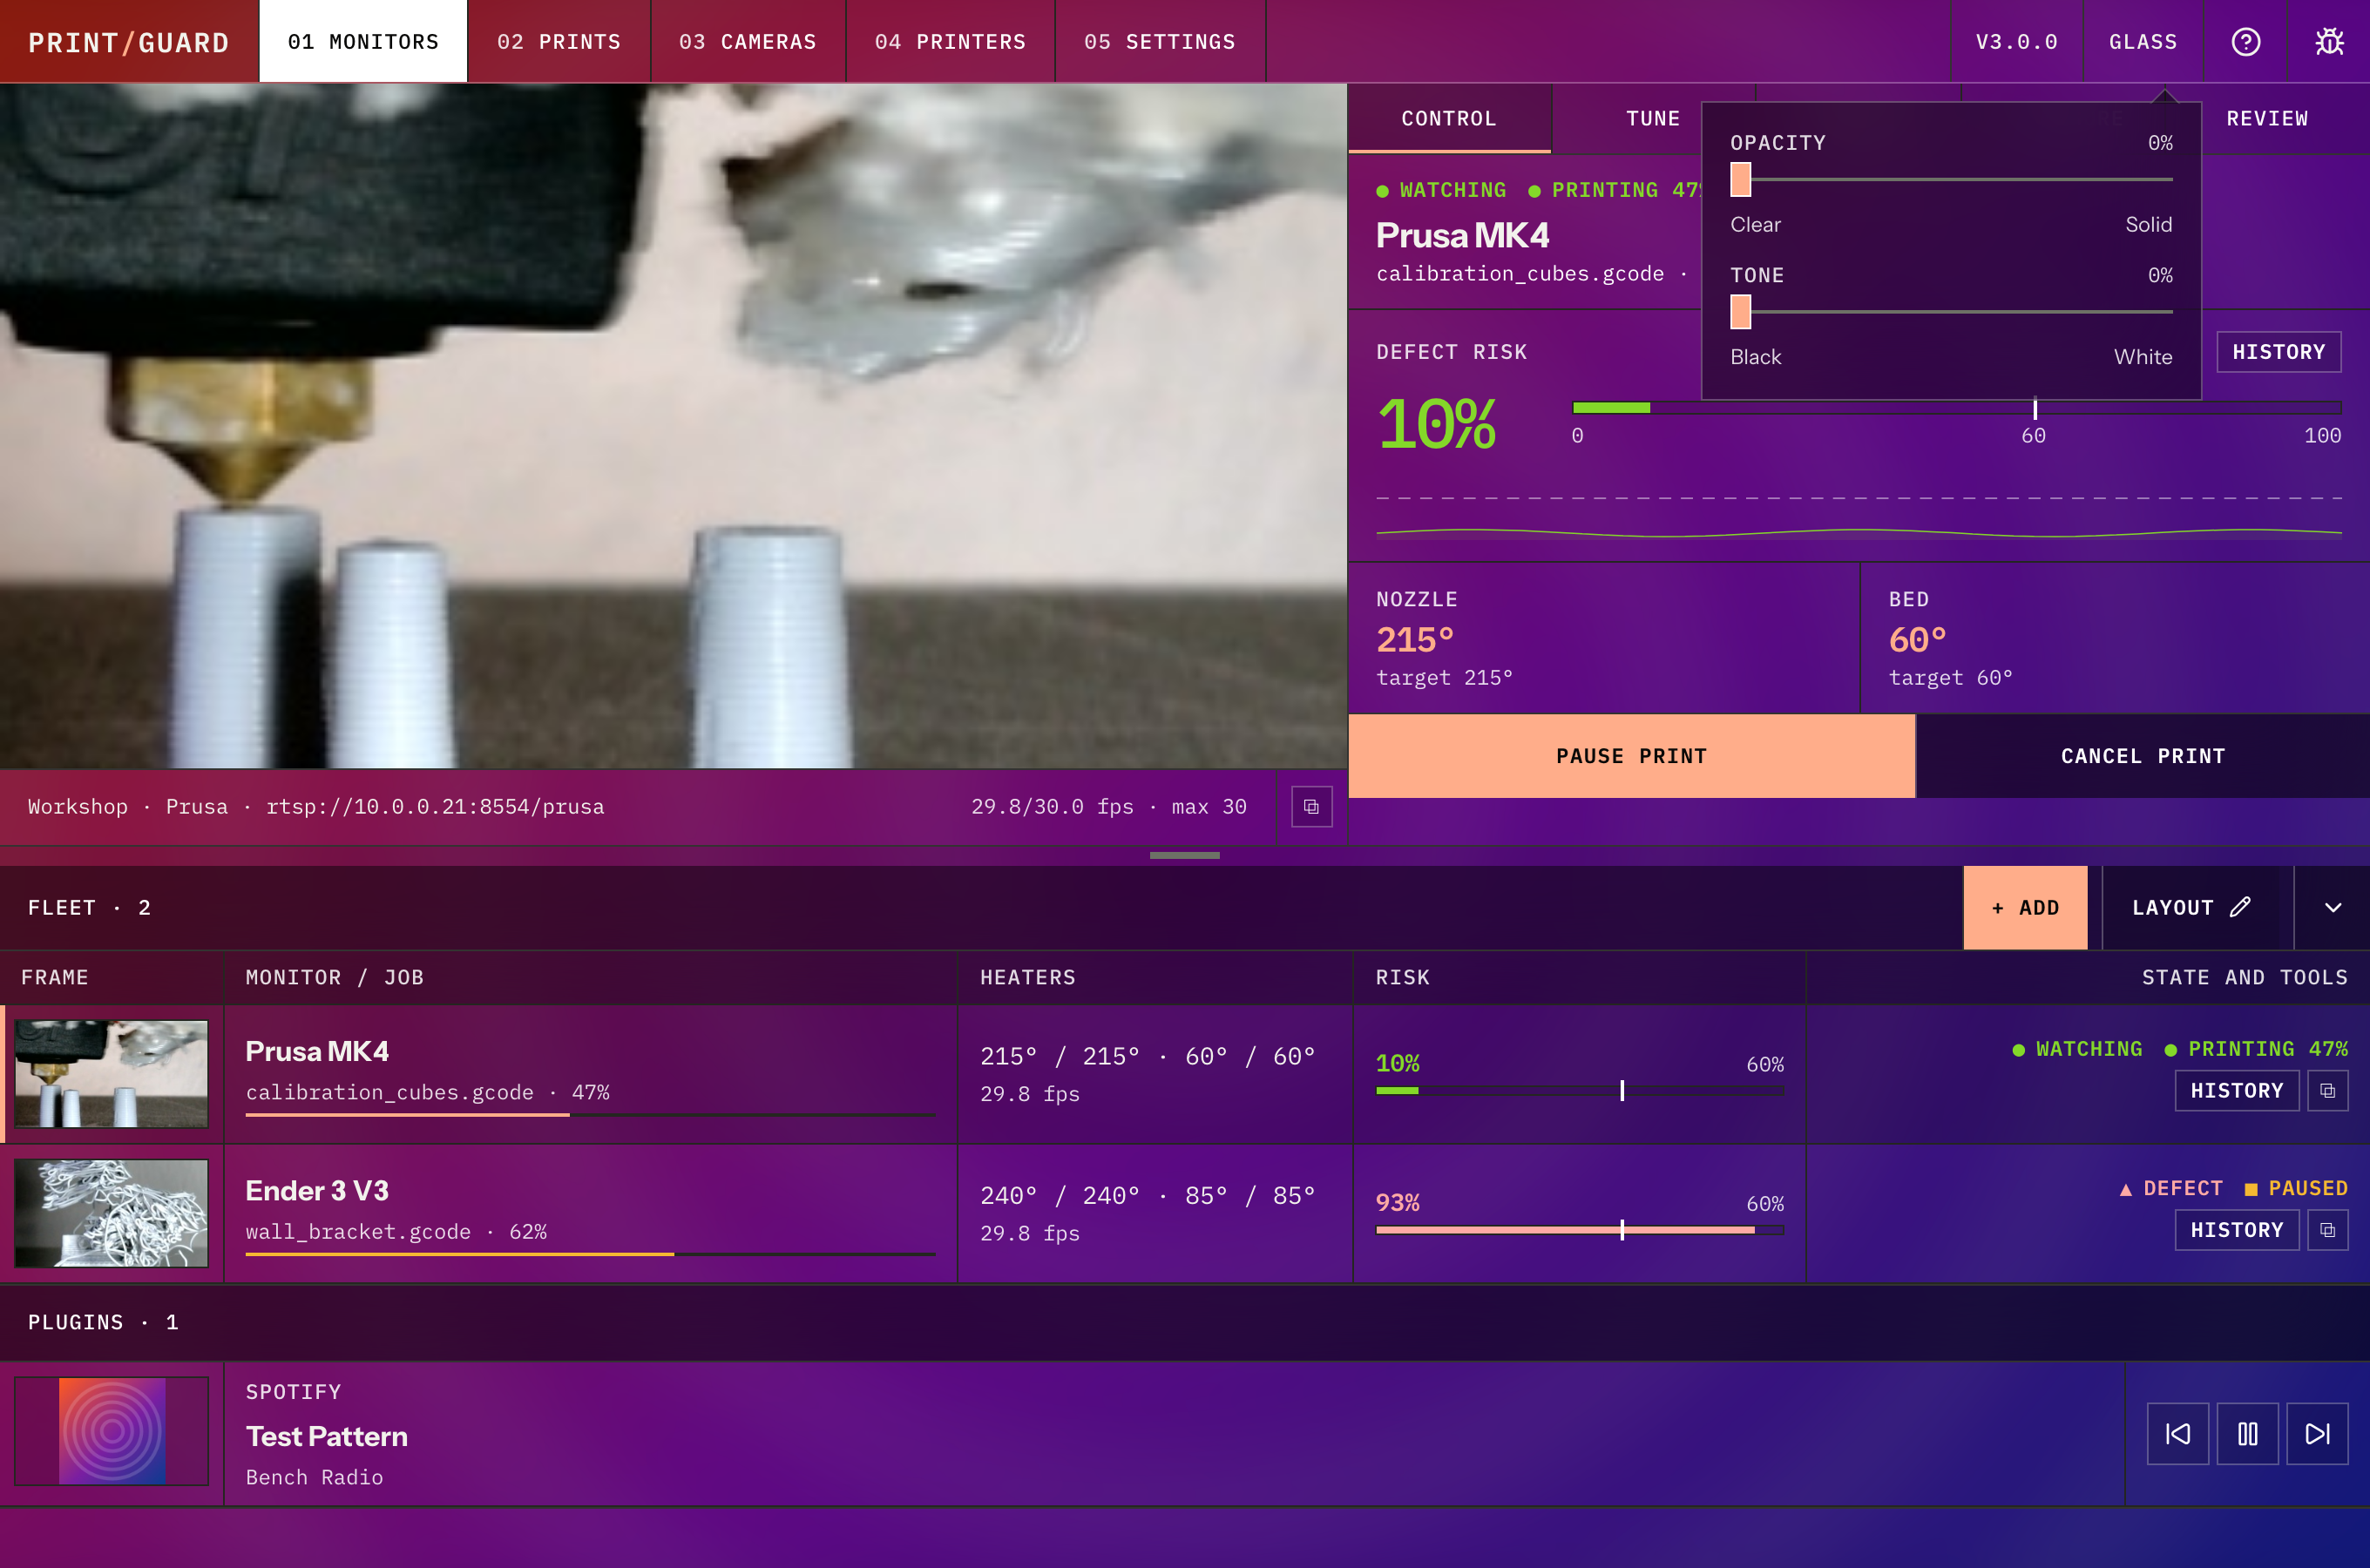 PRINT/GUARD
01 MONITORS
02 PRINTS
03 CAMERAS
04 PRINTERS
05 SETTINGS
V3.0.0
GLASS
CONTROL
TUNE
REVIEW
OPACITY 0%
Clear Solid
TONE 0%
Black White
● WATCHING ● PRINTING 47
Prusa MK4
calibration_cubes.gcode ·
DEFECT RISK
HISTORY
10%
0 60 100
NOZZLE
215°
target 215°
BED
60°
target 60°
PAUSE PRINT
CANCEL PRINT
Workshop · Prusa · rtsp://10.0.0.21:8554/prusa
29.8/30.0 fps · max 30
FLEET · 2
+ ADD
LAYOUT
FRAME
MONITOR / JOB
HEATERS
RISK
STATE AND TOOLS
Prusa MK4
calibration_cubes.gcode · 47%
215° / 215° · 60° / 60°
29.8 fps
10% 60%
● WATCHING ● PRINTING 47%
HISTORY
Ender 3 V3
wall_bracket.gcode · 62%
240° / 240° · 85° / 85°
29.8 fps
93% 60%
▲ DEFECT ■ PAUSED
HISTORY
PLUGINS · 1
SPOTIFY
Test Pattern
Bench Radio